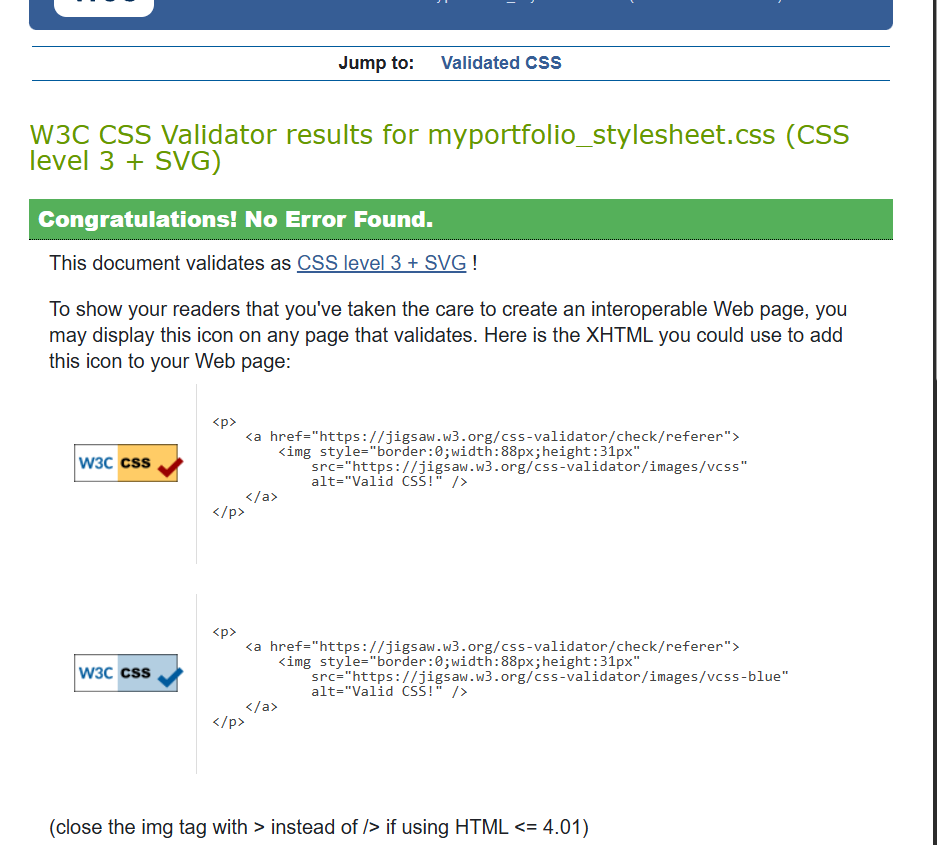 Jump to: Validated CSS
W3C CSS Validator results for myportfolio_stylesheet.css (CSS
level 3 + SVG)
Congratulations! No Error Found.
This document validates as CSS level 3 + SVG !
To show your readers that you've taken the care to create an interoperable Web page, you
may display this icon on any page that validates. Here is the XHTML you could use to add
this icon to your Web page:
W3C CSS
<p>
<a href="https://jigsaw.w3.org/css-validator/check/referer">
<img style="border:0;width:88px;height:31px"
src="https://jigsaw.w3.org/css-validator/images/vcss"
alt="Valid CSS!" />
</a>
</p>
W3C CSS
<p>
<a href="https://jigsaw.w3.org/css-validator/check/referer">
<img style="border:0;width:88px;height:31px"
src="https://jigsaw.w3.org/css-validator/images/vcss-blue"
alt="Valid CSS!" />
</a>
</p>
(close the img tag with > instead of /> if using HTML <= 4.01)